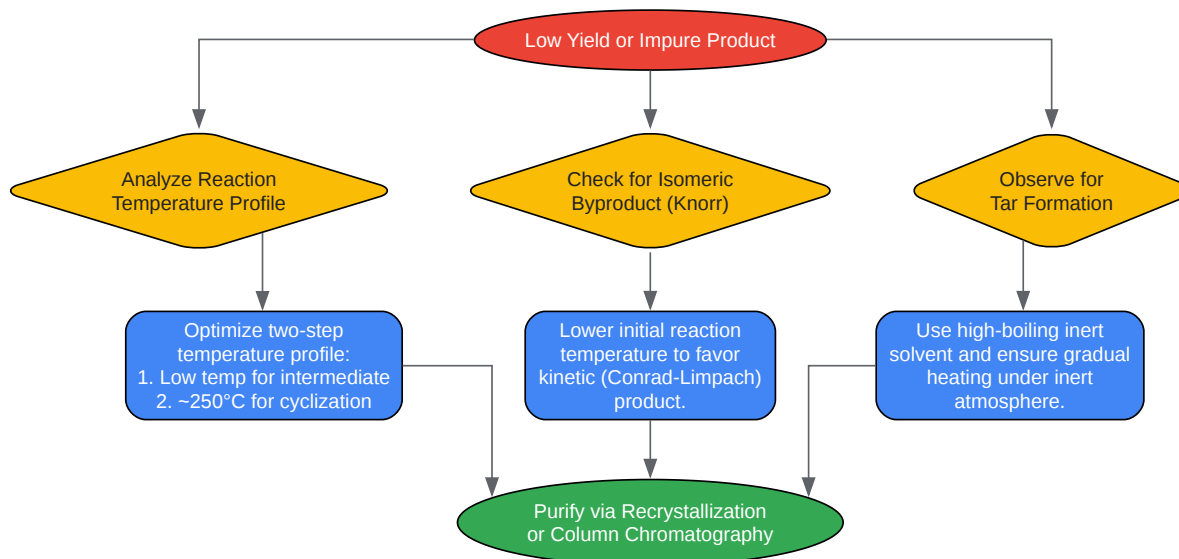 Low Yield or Impure Product
Analyze Reaction
Temperature Profile
Check for Isomeric
Byproduct (Knorr)
Observe for
Tar Formation
Optimize two-step
temperature profile:
1. Low temp for intermediate
2. ~250°C for cyclization
Lower initial reaction
temperature to favor
kinetic (Conrad-Limpach)
product.
Use high-boiling inert
solvent and ensure gradual
heating under inert
atmosphere.
Purify via Recrystallization
or Column Chromatography